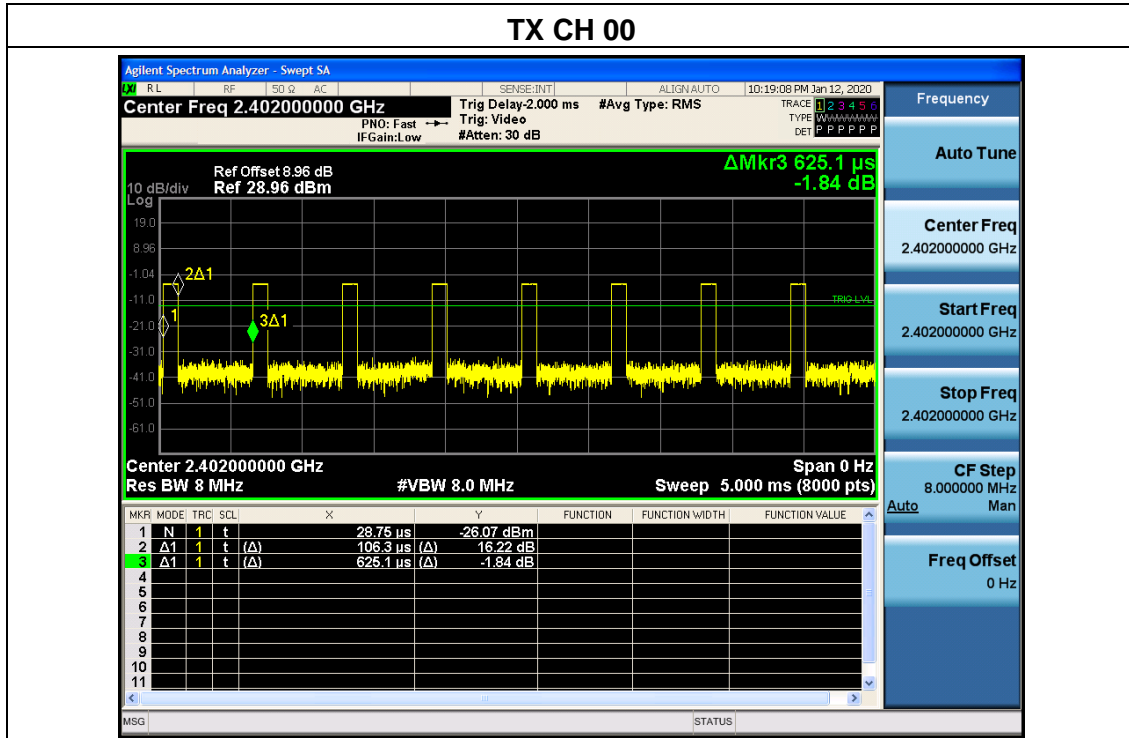 TX CH 00
Agilent Spectrum Analyzer - Swept SA
LXI RL RF 50 Ω AC SENSE:INT ALIGNAUTO 10:19:08 PM Jan 12, 2020
Center Freq 2.402000000 GHz Trig Delay-2.000 ms #Avg Type: RMS TRACE 1 2 3 4 5 6
PNO: Fast Trig: Video TYPE
IFGain:Low #Atten: 30 dB DET P P P P P P
Frequency
Auto Tune
Center Freq
2.402000000 GHz
Start Freq
2.402000000 GHz
Stop Freq
2.402000000 GHz
CF Step
8.000000 MHz
Auto Man
Freq Offset
0 Hz
ΔMkr3 625.1 µs
-1.84 dB
Ref Offset 8.96 dB
10 dB/div Ref 28.96 dBm
Log
19.0
8.96
-1.04
-11.0
-21.0
-31.0
-41.0
-51.0
-61.0
2Δ1
1
3Δ1
TRIG LVL
Center 2.402000000 GHz Span 0 Hz
Res BW 8 MHz #VBW 8.0 MHz Sweep 5.000 ms (8000 pts)
MKR MODE TRC SCL X Y FUNCTION FUNCTION WIDTH FUNCTION VALUE
1 N 1 t 28.75 µs -26.07 dBm
2 Δ1 1 t (Δ) 106.3 µs (Δ) 16.22 dB
3 Δ1 1 t (Δ) 625.1 µs (Δ) -1.84 dB
4
5
6
7
8
9
10
11
MSG STATUS